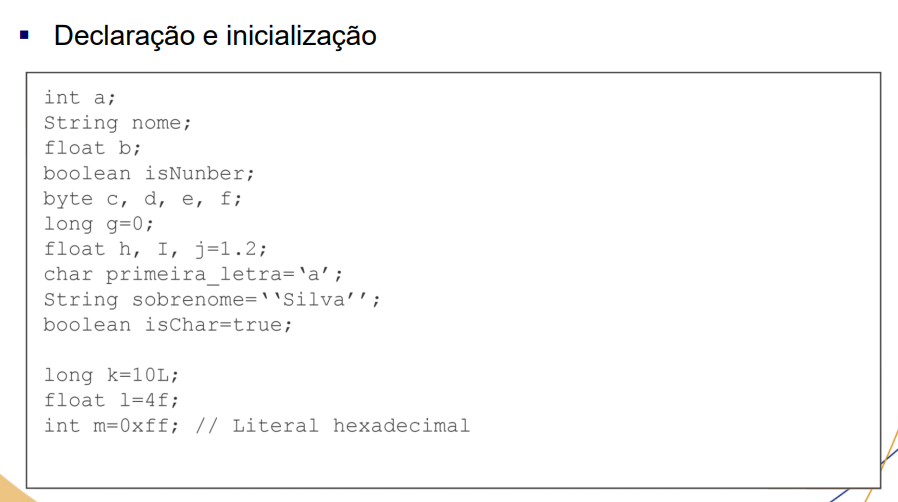 Declaração e inicialização
int a;
String nome;
float b;
boolean isNunber;
byte c, d, e, f;
long g=0;
float h, I, j=1.2;
char primeira_letra=‘a’;
String sobrenome=‘‘Silva’’;
boolean isChar=true;
long k=10L;
float l=4f;
int m=0xff; // Literal hexadecimal